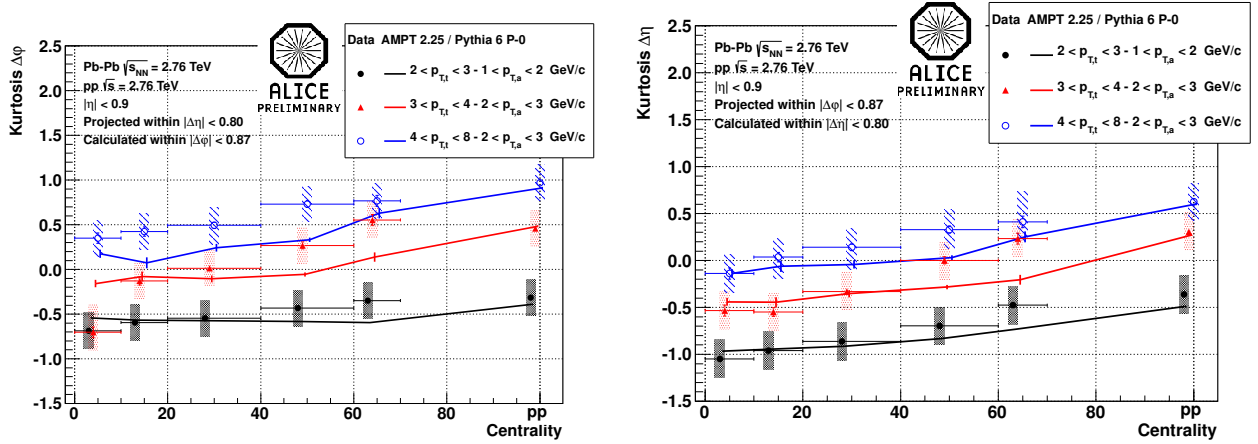 Kurtosis Δφ
2.5
2.0
1.5
1.0
0.5
0.0
-0.5
-1.0
-1.5
0
20
40
60
80
pp
Centrality
Pb-Pb √sNN = 2.76 TeV
pp √s = 2.76 TeV
|η| < 0.9
Projected within |Δη| < 0.80
Calculated within |Δφ| < 0.87
ALICE
PRELIMINARY
Data AMPT 2.25 / Pythia 6 P-0
2 < pT,t < 3 - 1 < pT,a < 2 GeV/c
3 < pT,t < 4 - 2 < pT,a < 3 GeV/c
4 < pT,t < 8 - 2 < pT,a < 3 GeV/c
Kurtosis Δη
2.5
2.0
1.5
1.0
0.5
0.0
-0.5
-1.0
-1.5
0
20
40
60
80
pp
Centrality
Pb-Pb √sNN = 2.76 TeV
pp √s = 2.76 TeV
|η| < 0.9
Projected within |Δφ| < 0.87
Calculated within |Δη| < 0.80
ALICE
PRELIMINARY
Data AMPT 2.25 / Pythia 6 P-0
2 < pT,t < 3 - 1 < pT,a < 2 GeV/c
3 < pT,t < 4 - 2 < pT,a < 3 GeV/c
4 < pT,t < 8 - 2 < pT,a < 3 GeV/c